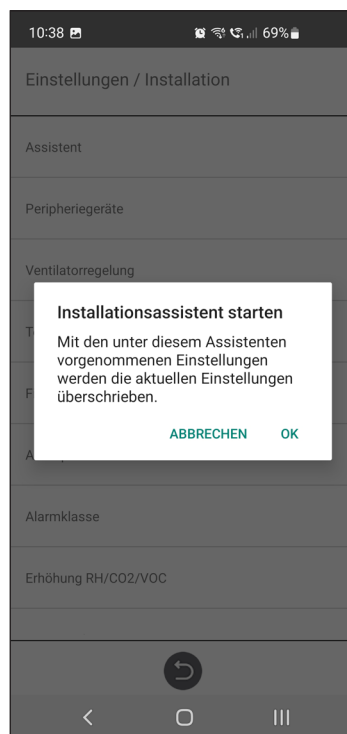 10:38 69%
Einstellungen / Installation
Assistent
Peripheriegeräte
Ventilatorregelung
Installationsassistent starten
Mit den unter diesem Assistenten
vorgenommenen Einstellungen
werden die aktuellen Einstellungen
überschrieben.
ABBRECHEN OK
Alarmklasse
Erhöhung RH/CO2/VOC